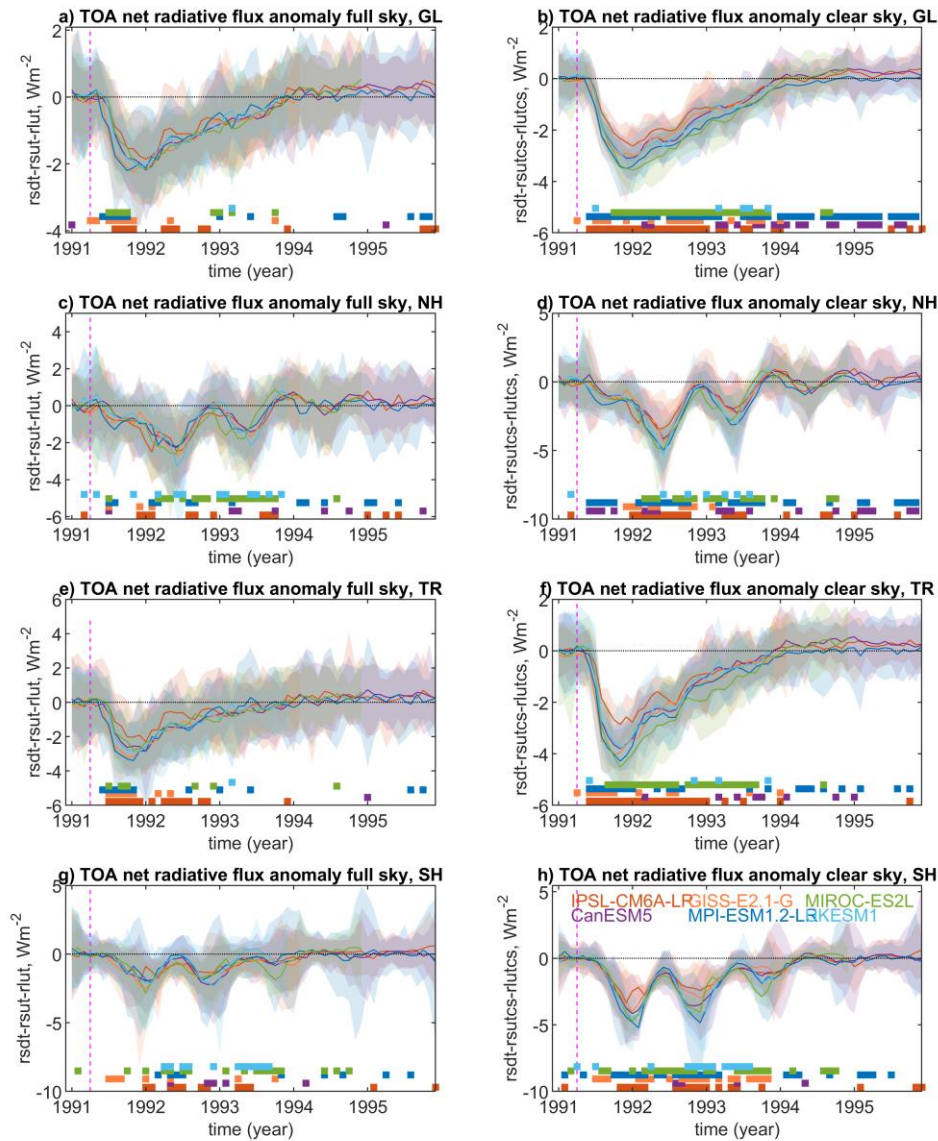 a) TOA net radiative flux anomaly full sky, GL
2
0
-2
-4
rsdt-rsut-rlut, Wm-2
1991 1992 1993 1994 1995
time (year)
b) TOA net radiative flux anomaly clear sky, GL
2
0
-2
-4
-6
rsdt-rsutcs-rlutcs, Wm-2
1991 1992 1993 1994 1995
time (year)
c) TOA net radiative flux anomaly full sky, NH
4
2
0
-2
-4
-6
rsdt-rsut-rlut, Wm-2
1991 1992 1993 1994 1995
time (year)
d) TOA net radiative flux anomaly clear sky, NH
5
0
-5
-10
rsdt-rsutcs-rlutcs, Wm-2
1991 1992 1993 1994 1995
time (year)
e) TOA net radiative flux anomaly full sky, TR
6
4
2
0
-2
-4
-6
rsdt-rsut-rlut, Wm-2
1991 1992 1993 1994 1995
time (year)
f) TOA net radiative flux anomaly clear sky, TR
2
0
-2
-4
-6
rsdt-rsutcs-rlutcs, Wm-2
1991 1992 1993 1994 1995
time (year)
g) TOA net radiative flux anomaly full sky, SH
5
0
-5
-10
rsdt-rsut-rlut, Wm-2
1991 1992 1993 1994 1995
time (year)
h) TOA net radiative flux anomaly clear sky, SH
IPSL-CM6A-LR GISS-E2.1-G MIROC-ES2L
CanESM5 MPI-ESM1.2-LR
5
0
-5
-10
rsdt-rsutcs-rlutcs, Wm-2
1991 1992 1993 1994 1995
time (year)